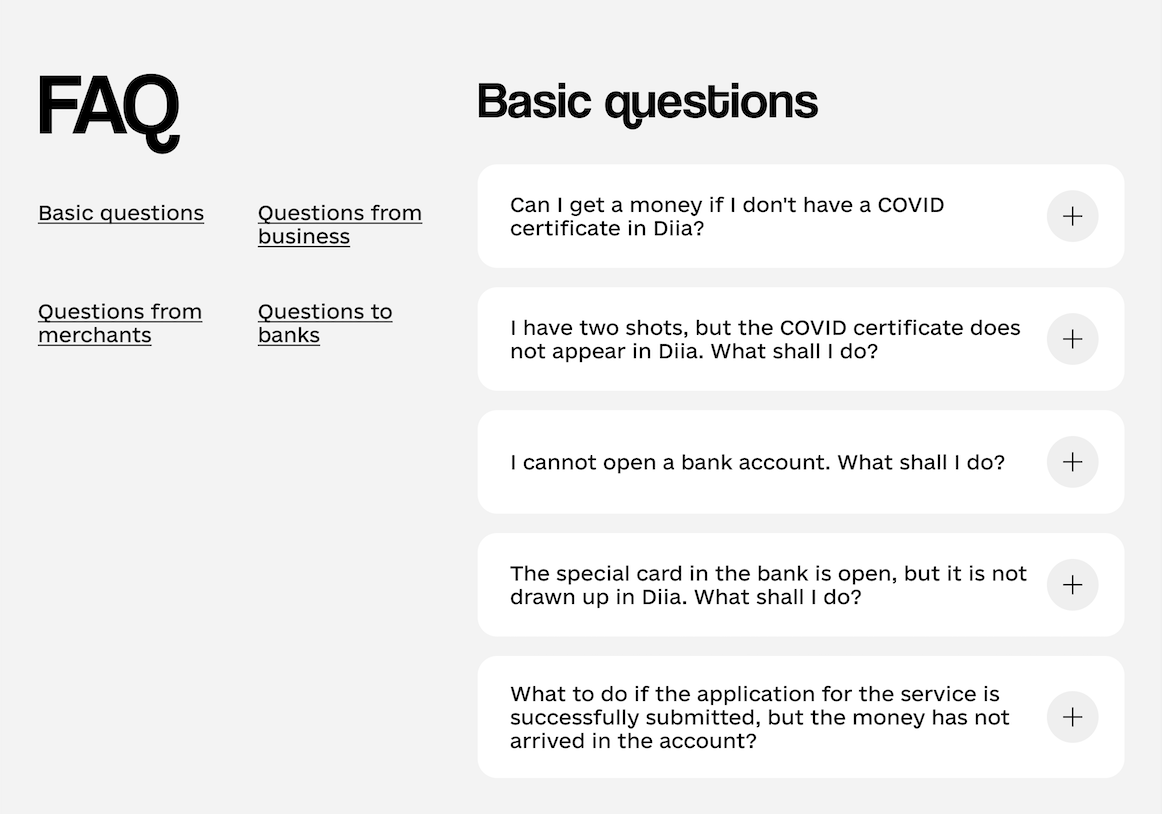 FAQ
Basic questions
Questions from
business
Questions from
merchants
Questions to
banks
Basic questions
Can I get a money if I don't have a COVID
certificate in Diia?
I have two shots, but the COVID certificate does
not appear in Diia. What shall I do?
I cannot open a bank account. What shall I do?
The special card in the bank is open, but it is not
drawn up in Diia. What shall I do?
What to do if the application for the service is
successfully submitted, but the money has not
arrived in the account?